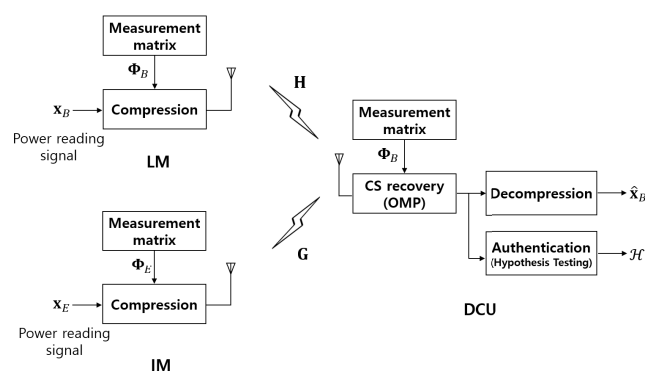 Measurement
matrix
𝚽_B
𝐱_B
Compression
Power reading
signal
LM
𝐇
Measurement
matrix
𝚽_E
𝐱_E
Compression
Power reading
signal
IM
𝐆
Measurement
matrix
𝚽_B
CS recovery
(OMP)
Decompression
𝐱̂_B
Authentication
(Hypothesis Testing)
ℋ
DCU